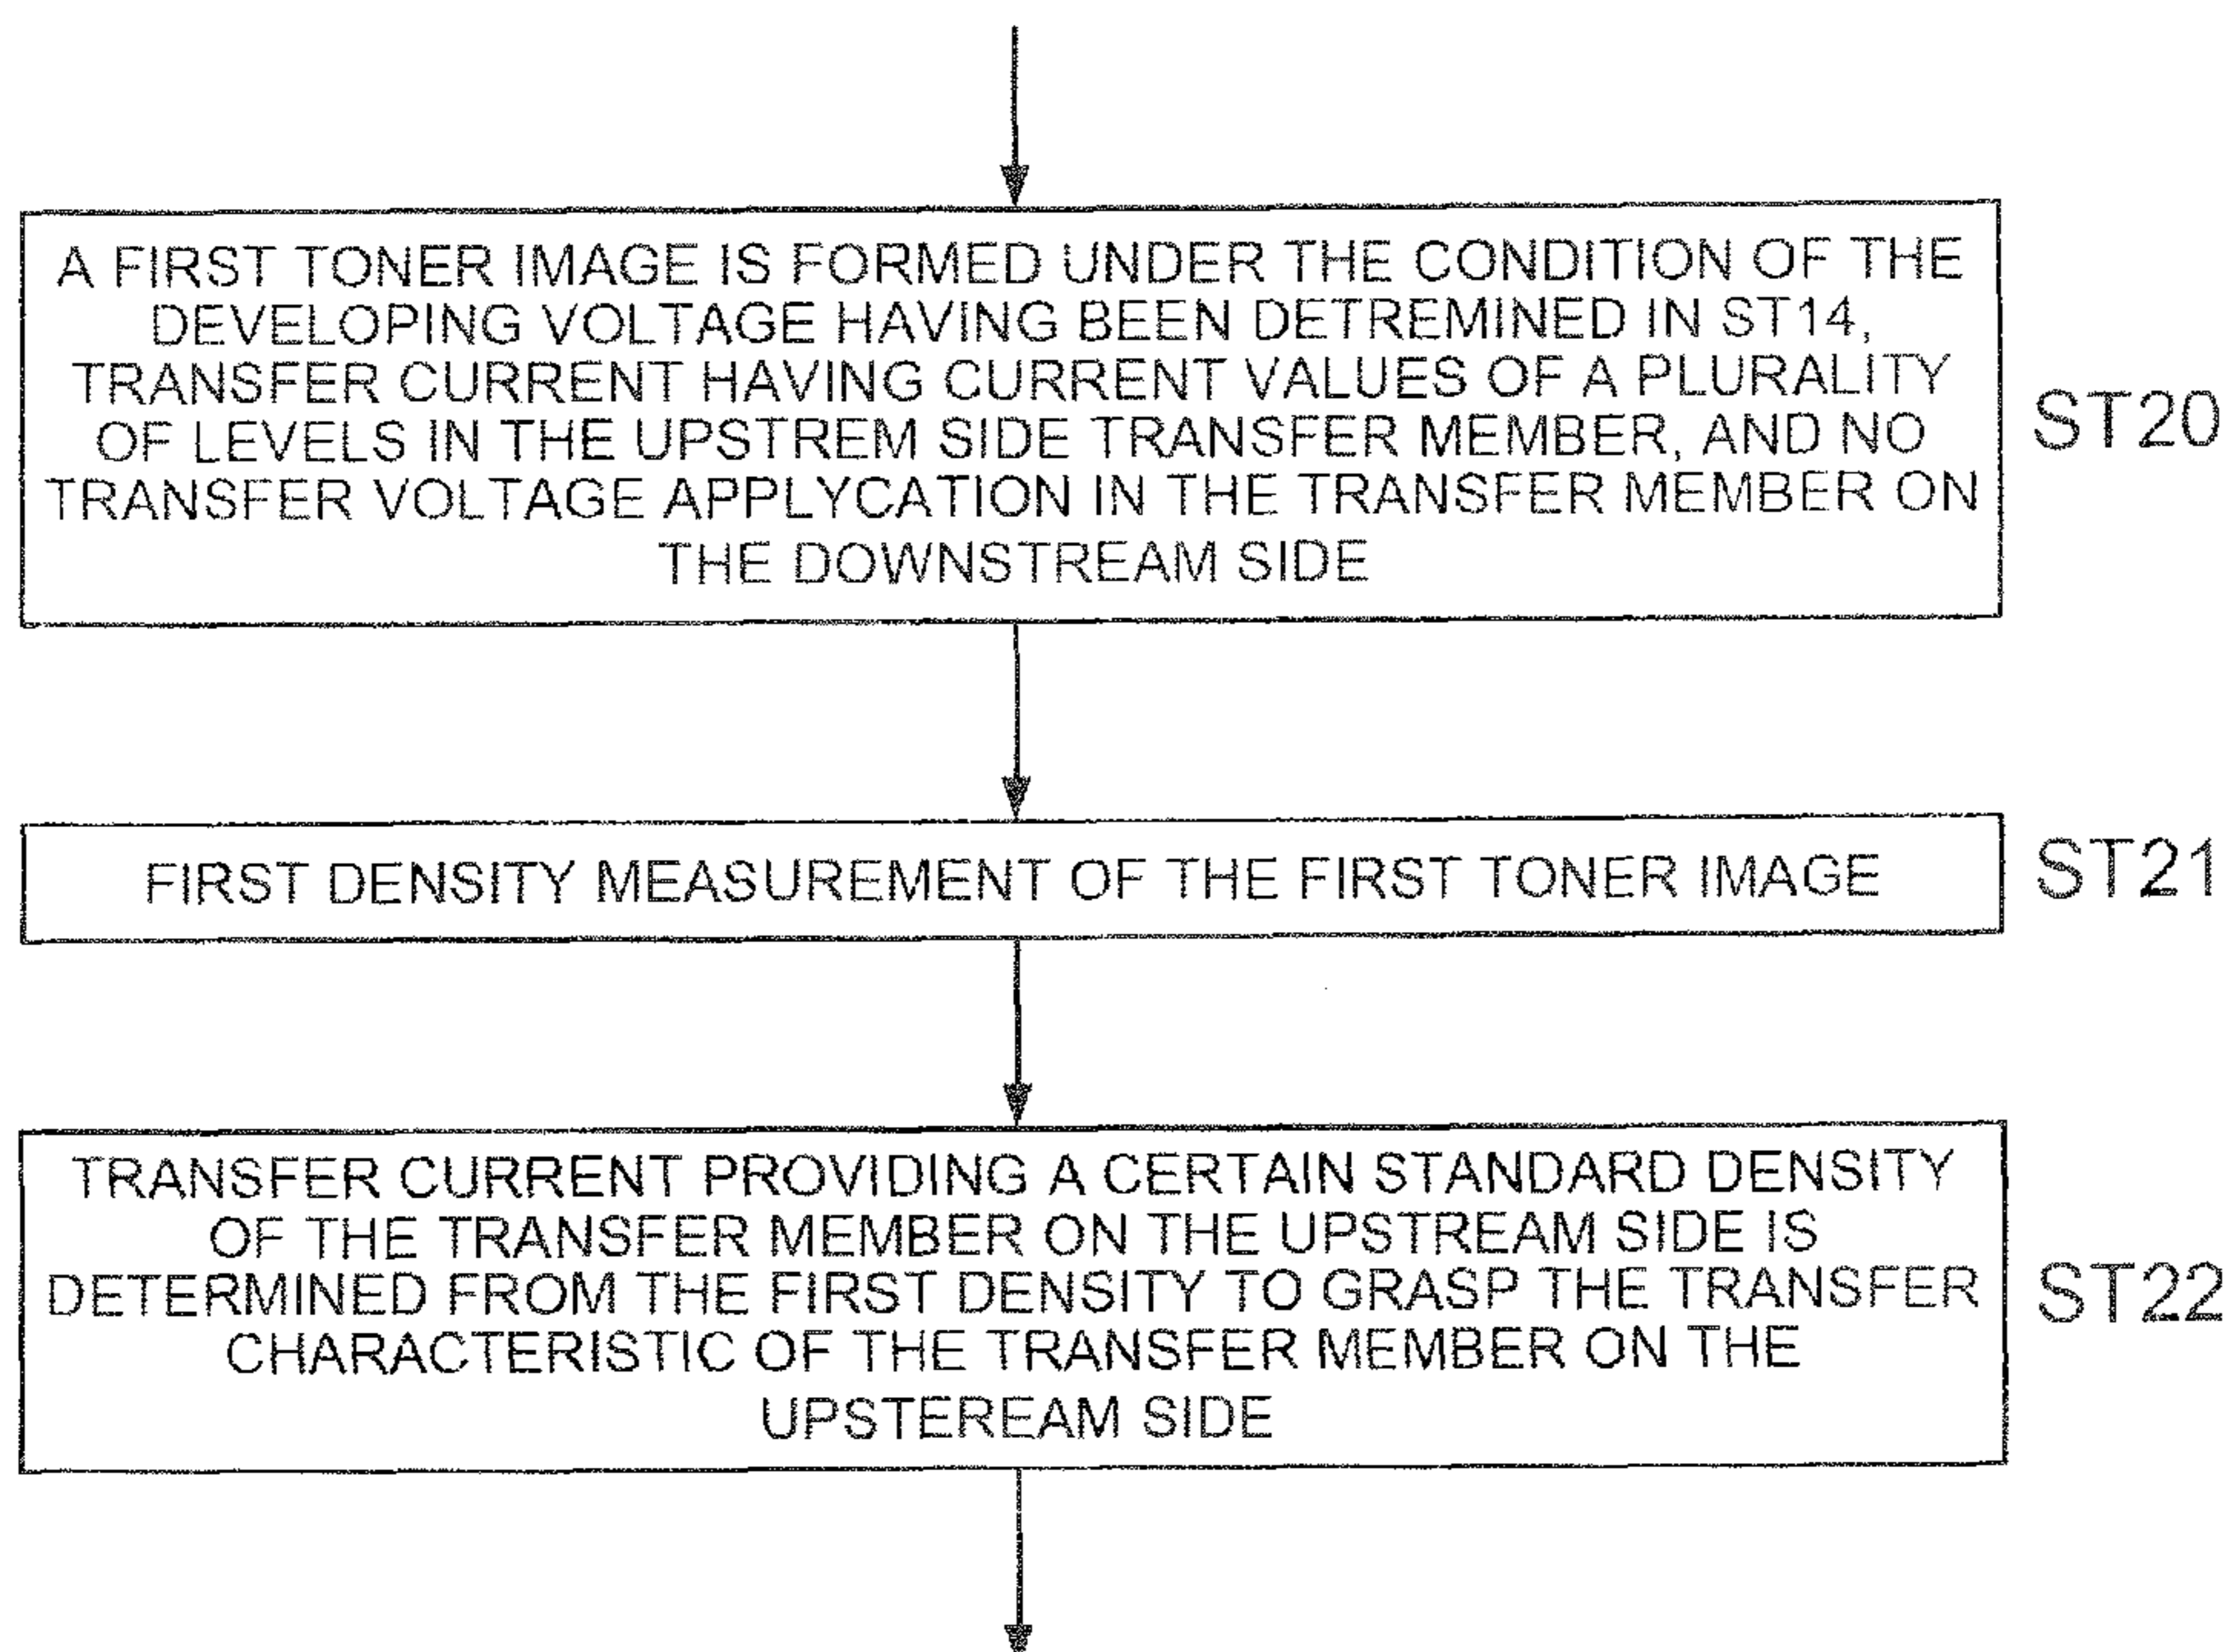 A FIRST TONER IMAGE IS FORMED UNDER THE CONDITION OF THE
DEVELOPING VOLTAGE HAVING BEEN DETREMINED IN ST14,
TRANSFER CURRENT HAVING CURRENT VALUES OF A PLURALITY
OF LEVELS IN THE UPSTREM SIDE TRANSFER MEMBER, AND NO
TRANSFER VOLTAGE APPLYCATION IN THE TRANSFER MEMBER ON
THE DOWNSTREAM SIDE
ST20
FIRST DENSITY MEASUREMENT OF THE FIRST TONER IMAGE
ST21
TRANSFER CURRENT PROVIDING A CERTAIN STANDARD DENSITY
OF THE TRANSFER MEMBER ON THE UPSTREAM SIDE IS
DETERMINED FROM THE FIRST DENSITY TO GRASP THE TRANSFER
CHARACTERISTIC OF THE TRANSFER MEMBER ON THE
UPSTEREAM SIDE
ST22